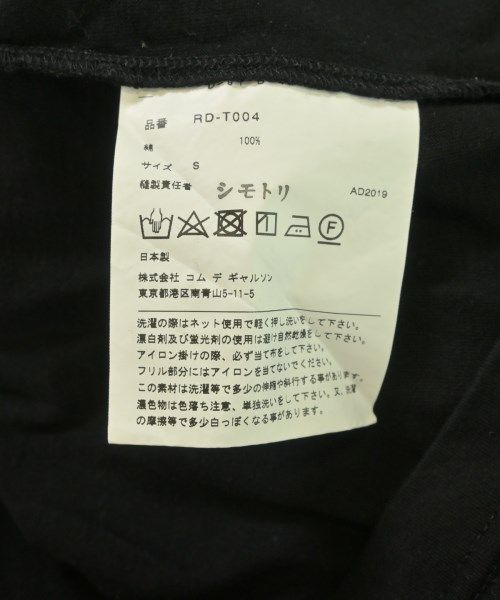 品番 RD-T004
綿 100%
サイズ S
縫製責任者 シモトリ AD2019
F
日本製
株式会社 コム デ ギャルソン
東京都港区南青山5-11-5
洗濯の際はネット使用で軽く押し洗いをして下さい。
漂白剤及び蛍光剤の使用は避け自然乾燥をして下さい。
アイロン掛けの際、必ず当て布をして下さい。
フリル部分にはアイロンを当てないでください。
この素材は洗濯等で多少の伸縮や斜行する事があります。
濃色物は色落ち注意、単独洗いをして下さい。又、洗濯
の摩擦等で多少白っぽくなる事があります。